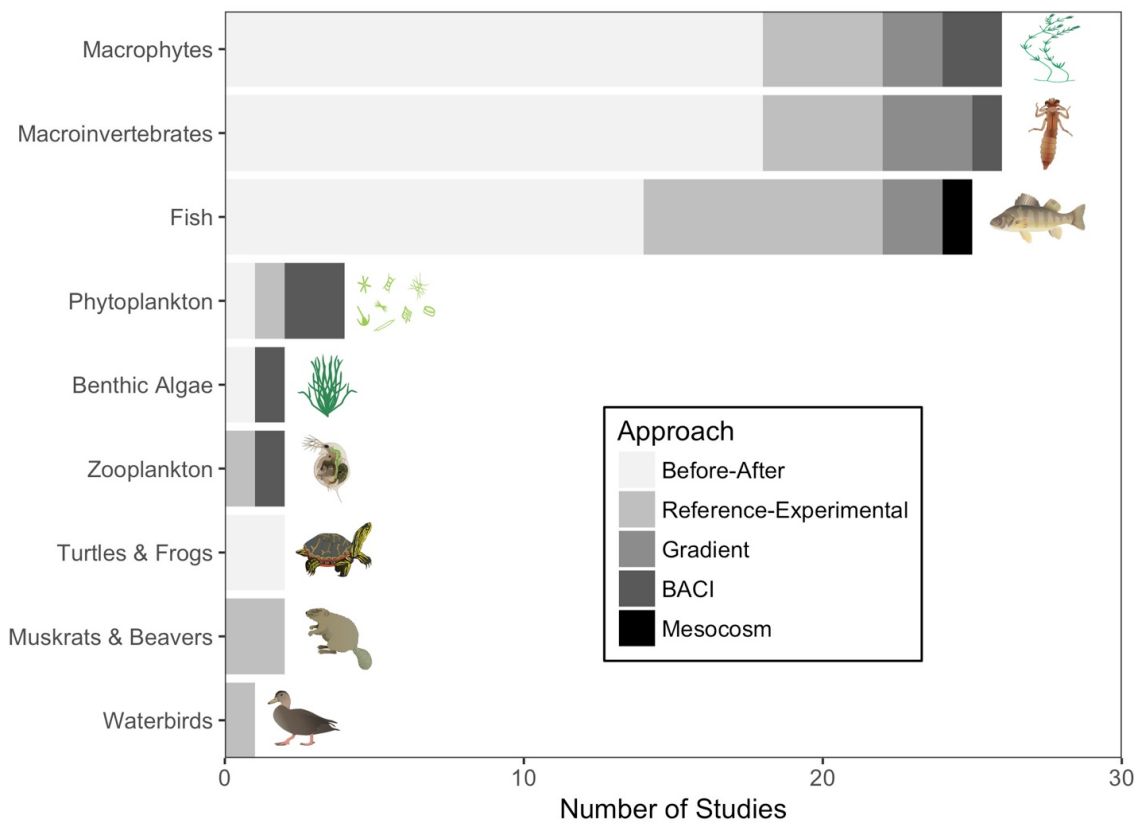 Macrophytes
Macroinvertebrates
Fish
Phytoplankton
Benthic Algae
Zooplankton
Turtles & Frogs
Muskrats & Beavers
Waterbirds
Approach
Before-After
Reference-Experimental
Gradient
BACI
Mesocosm
0 10 20 30
Number of Studies